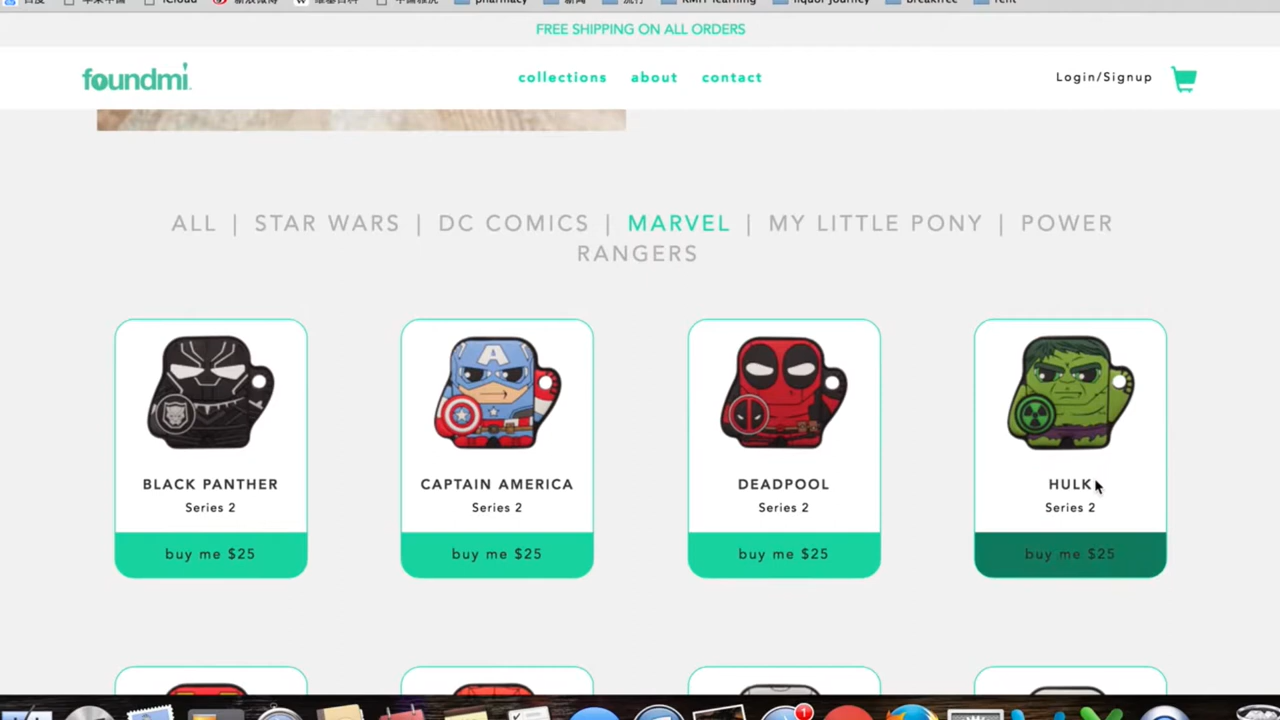 iCloud
FREE SHIPPING ON ALL ORDERS
foundmi
collections about contact
Login/Signup
ALL | STAR WARS | DC COMICS | MARVEL | MY LITTLE PONY | POWER
RANGERS
A
BLACK PANTHER
Series 2
buy me $25
CAPTAIN AMERICA
Series 2
buy me $25
DEADPOOL
Series 2
buy me $25
HULK
Series 2
buy me $25
1